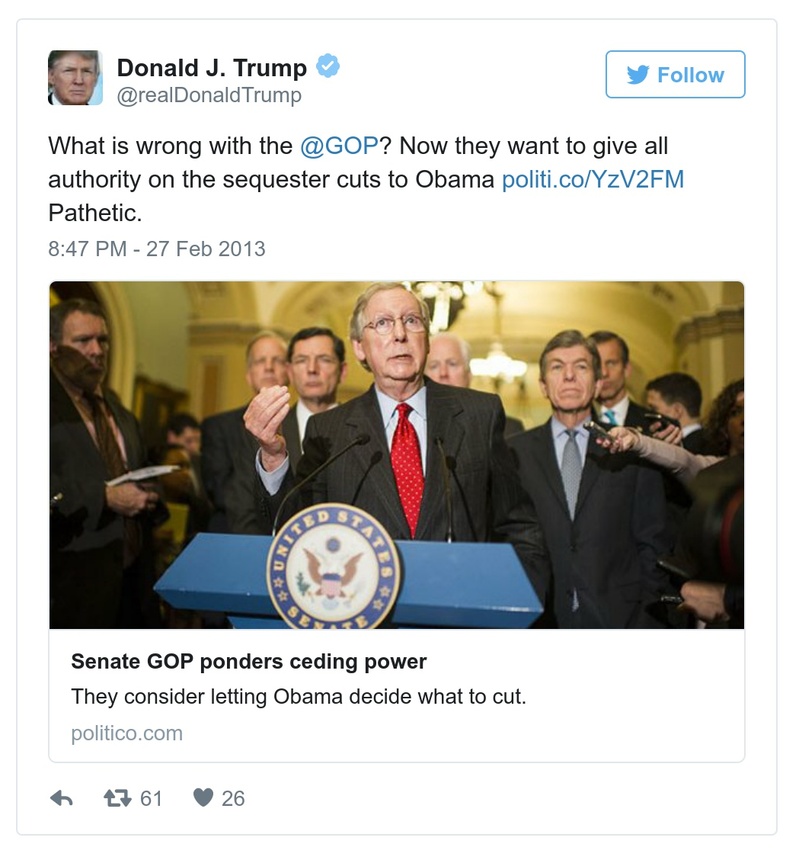 Donald J. Trump
@realDonaldTrump
Follow
What is wrong with the @GOP? Now they want to give all
authority on the sequester cuts to Obama politi.co/YzV2FM
Pathetic.
8:47 PM - 27 Feb 2013
UNITED STATES
SENATE
Senate GOP ponders ceding power
They consider letting Obama decide what to cut.
politico.com
61
26